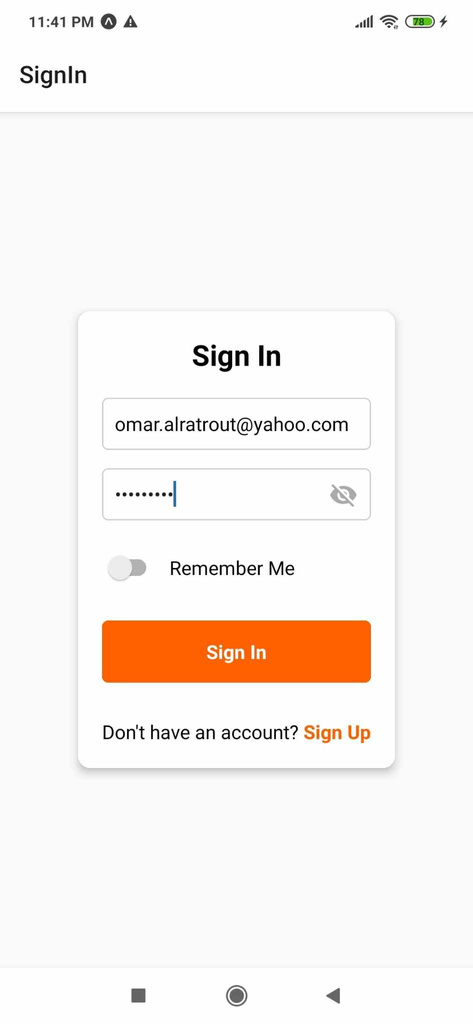 11:41 PM 78
SignIn
Sign In
omar.alratrout@yahoo.com
•••••••••
Remember Me
Sign In
Don't have an account? Sign Up